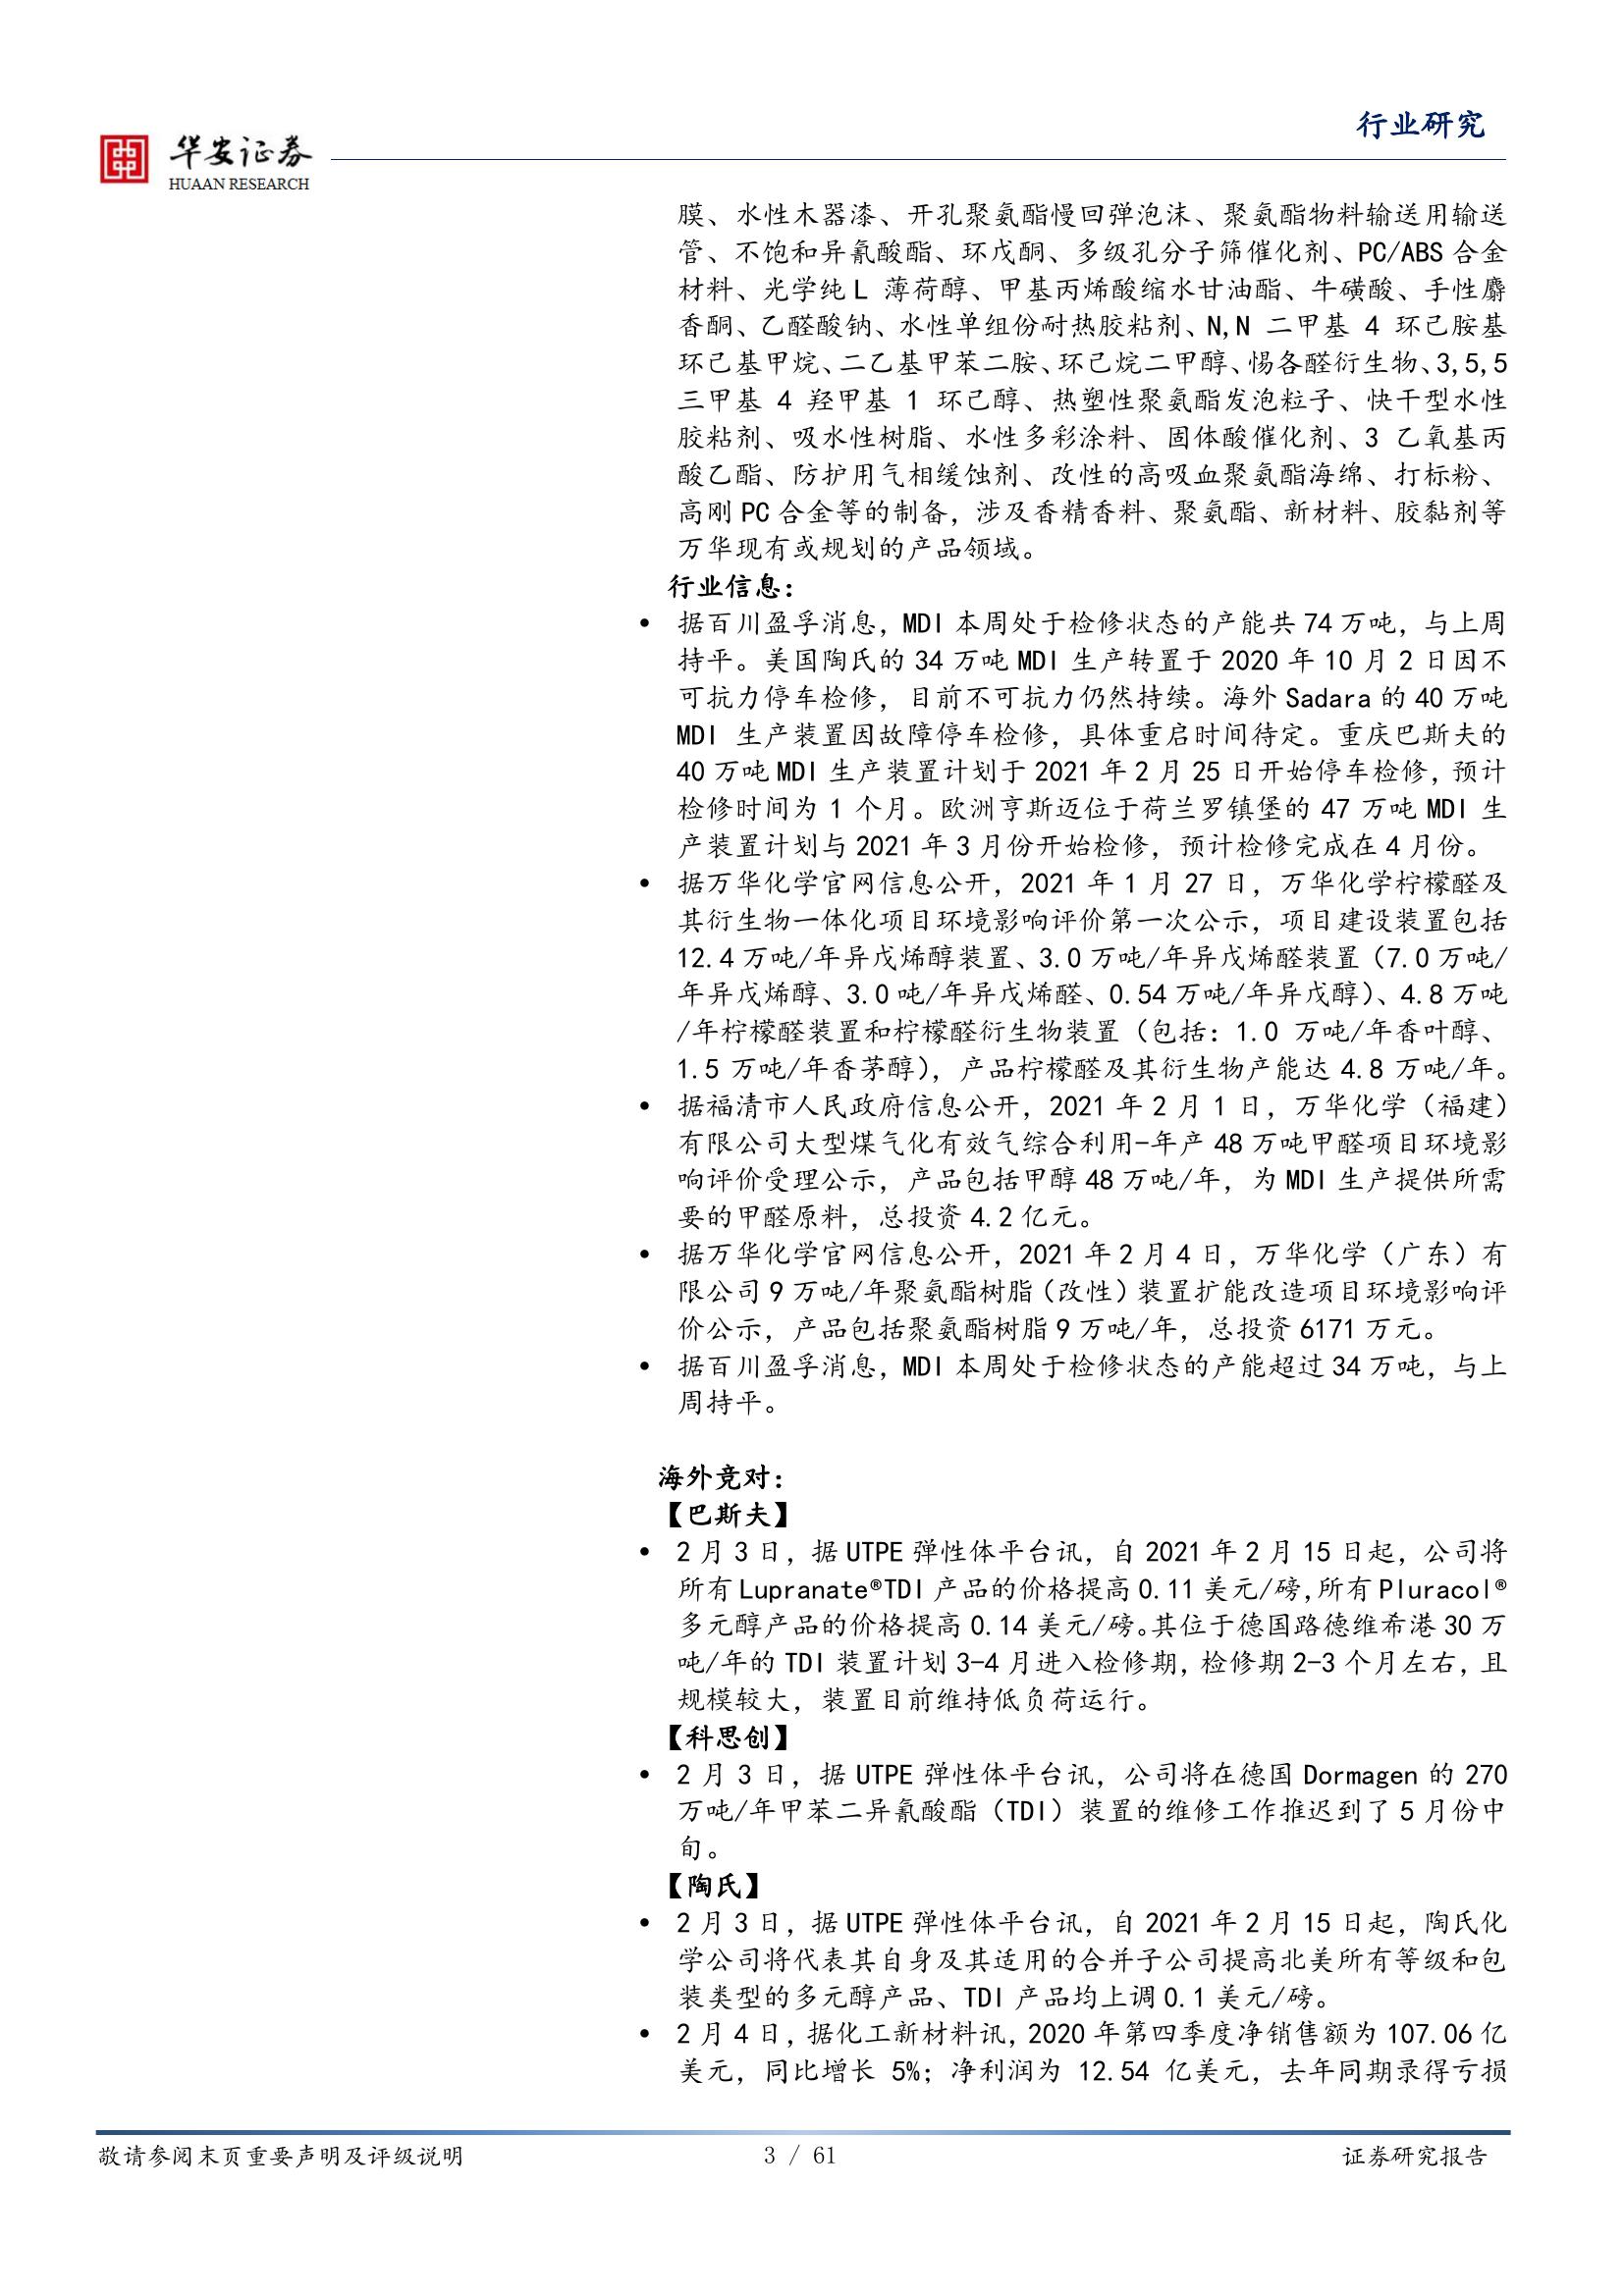 行业研究
华安证券
HUAAN RESEARCH
膜、水性木器漆、开孔聚氨酯慢回弹泡沫、聚氨酯物料输送用输送
管、不饱和异氰酸酯、环戊酮、多级孔分子筛催化剂、PC/ABS 合金
材料、光学纯 L 薄荷醇、甲基丙烯酸缩水甘油酯、牛磺酸、手性麝
香酮、乙醛酸钠、水性单组份耐热胶粘剂、N,N 二甲基 4 环己胺基
环己基甲烷、二乙基甲苯二胺、环己烷二甲醇、惕各醛衍生物、3,5,5
三甲基 4 羟甲基 1 环己醇、热塑性聚氨酯发泡粒子、快干型水性
胶粘剂、吸水性树脂、水性多彩涂料、固体酸催化剂、3 乙氧基丙
酸乙酯、防护用气相缓蚀剂、改性的高吸血聚氨酯海绵、打标粉、
高刚 PC 合金等的制备，涉及香精香料、聚氨酯、新材料、胶黏剂等
万华现有或规划的产品领域。
行业信息：
• 据百川盈孚消息，MDI 本周处于检修状态的产能共 74 万吨，与上周
持平。美国陶氏的 34 万吨 MDI 生产转置于 2020 年 10 月 2 日因不
可抗力停车检修，目前不可抗力仍然持续。海外 Sadara 的 40 万吨
MDI 生产装置因故障停车检修，具体重启时间待定。重庆巴斯夫的
40 万吨 MDI 生产装置计划于 2021 年 2 月 25 日开始停车检修，预计
检修时间为 1 个月。欧洲亨斯迈位于荷兰罗镇堡的 47 万吨 MDI 生
产装置计划与 2021 年 3 月份开始检修，预计检修完成在 4 月份。
• 据万华化学官网信息公开，2021 年 1 月 27 日，万华化学柠檬醛及
其衍生物一体化项目环境影响评价第一次公示，项目建设装置包括
12.4 万吨/年异戊烯醇装置、3.0 万吨/年异戊烯醛装置（7.0 万吨/
年异戊烯醇、3.0 吨/年异戊烯醛、0.54 万吨/年异戊醇）、4.8 万吨
/年柠檬醛装置和柠檬醛衍生物装置（包括：1.0 万吨/年香叶醇、
1.5 万吨/年香茅醇），产品柠檬醛及其衍生物产能达 4.8 万吨/年。
• 据福清市人民政府信息公开，2021 年 2 月 1 日，万华化学（福建）
有限公司大型煤气化有效气综合利用-年产 48 万吨甲醛项目环境影
响评价受理公示，产品包括甲醇 48 万吨/年，为 MDI 生产提供所需
要的甲醛原料，总投资 4.2 亿元。
• 据万华化学官网信息公开，2021 年 2 月 4 日，万华化学（广东）有
限公司 9 万吨/年聚氨酯树脂（改性）装置扩能改造项目环境影响评
价公示，产品包括聚氨酯树脂 9 万吨/年，总投资 6171 万元。
• 据百川盈孚消息，MDI 本周处于检修状态的产能超过 34 万吨，与上
周持平。
海外竞对：
【巴斯夫】
• 2 月 3 日，据 UTPE 弹性体平台讯，自 2021 年 2 月 15 日起，公司将
所有 Lupranate®TDI 产品的价格提高 0.11 美元/磅，所有 Pluracol®
多元醇产品的价格提高 0.14 美元/磅。其位于德国路德维希港 30 万
吨/年的 TDI 装置计划 3-4 月进入检修期，检修期 2-3 个月左右，且
规模较大，装置目前维持低负荷运行。
【科思创】
• 2 月 3 日，据 UTPE 弹性体平台讯，公司将在德国 Dormagen 的 270
万吨/年甲苯二异氰酸酯（TDI）装置的维修工作推迟到了 5 月份中
旬。
【陶氏】
• 2 月 3 日，据 UTPE 弹性体平台讯，自 2021 年 2 月 15 日起，陶氏化
学公司将代表其自身及其适用的合并子公司提高北美所有等级和包
装类型的多元醇产品、TDI 产品均上调 0.1 美元/磅。
• 2 月 4 日，据化工新材料讯，2020 年第四季度净销售额为 107.06 亿
美元，同比增长 5%；净利润为 12.54 亿美元，去年同期录得亏损
敬请参阅末页重要声明及评级说明
3 / 61
证券研究报告